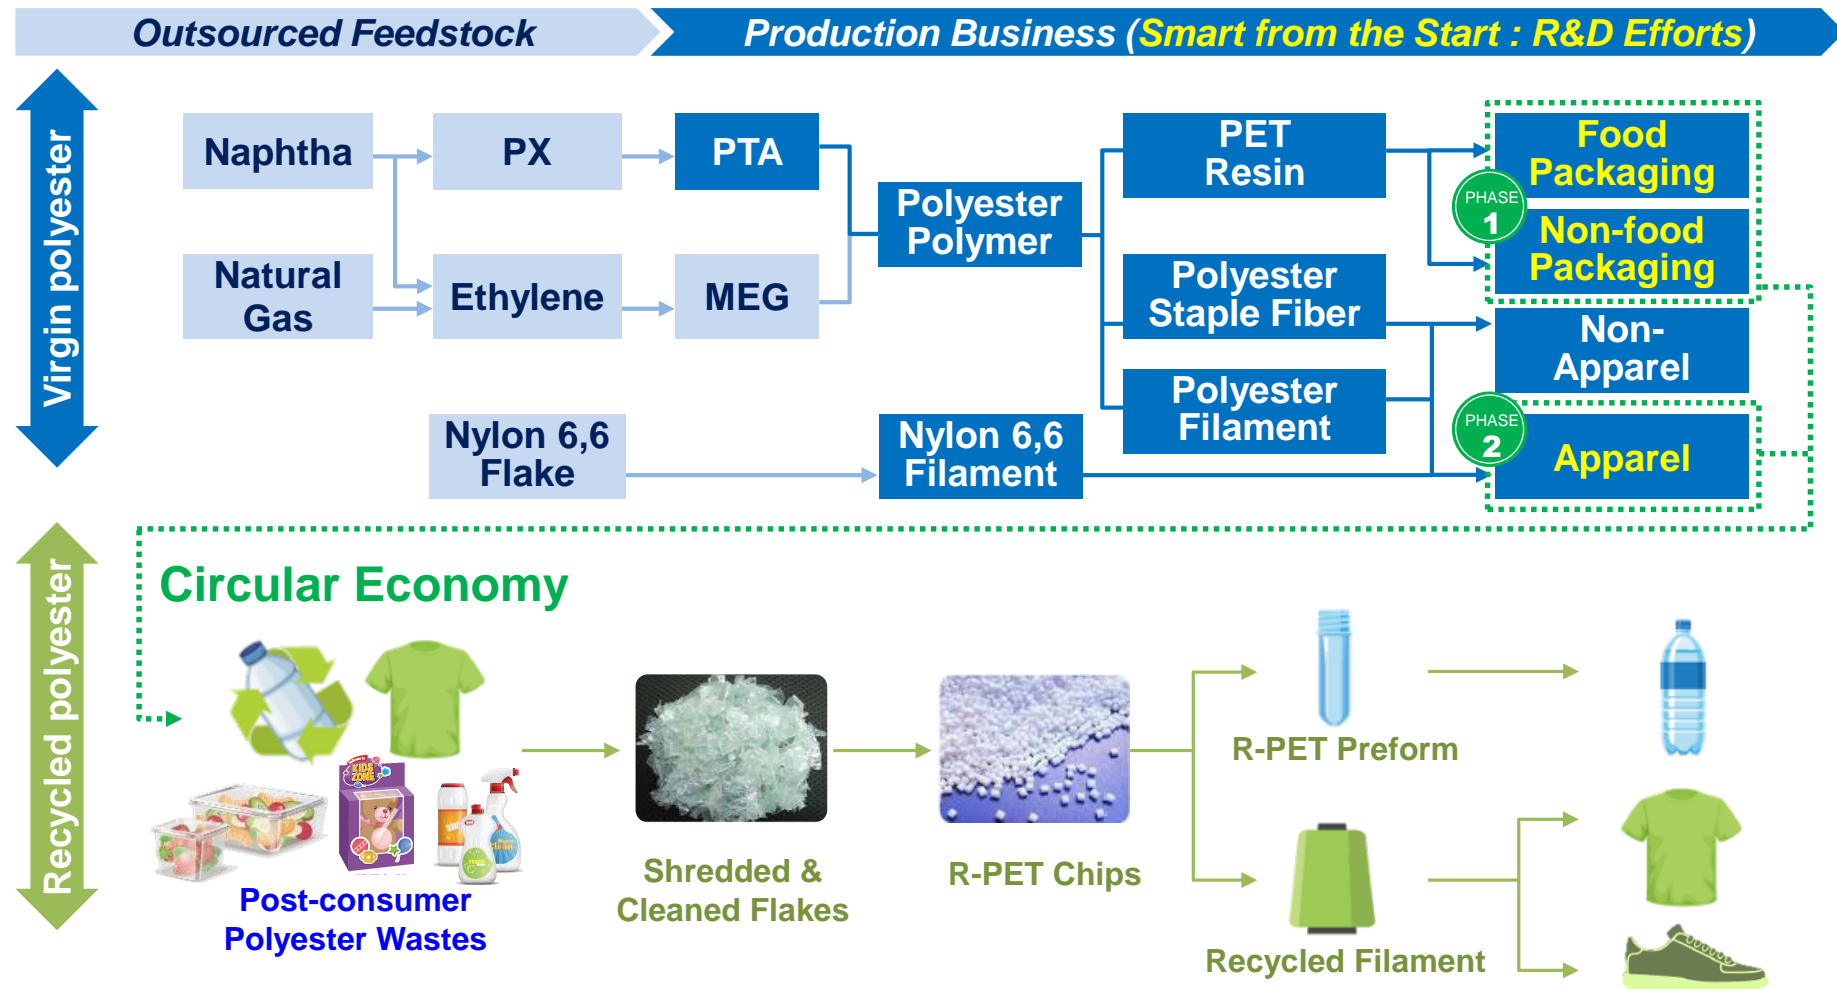 Outsourced Feedstock
Production Business (Smart from the Start : R&D Efforts)
Virgin polyester
Naphtha
PX
PTA
Natural
Gas
Ethylene
MEG
Polyester
Polymer
PET
Resin
Polyester
Staple Fiber
Polyester
Filament
Nylon 6,6
Flake
Nylon 6,6
Filament
Food
Packaging
PHASE
1
Non-food
Packaging
Non-
Apparel
PHASE
2
Apparel
Recycled polyester
Circular Economy
KIDS
ZONE
Post-consumer
Polyester Wastes
Shredded &
Cleaned Flakes
R-PET Chips
R-PET Preform
Recycled Filament